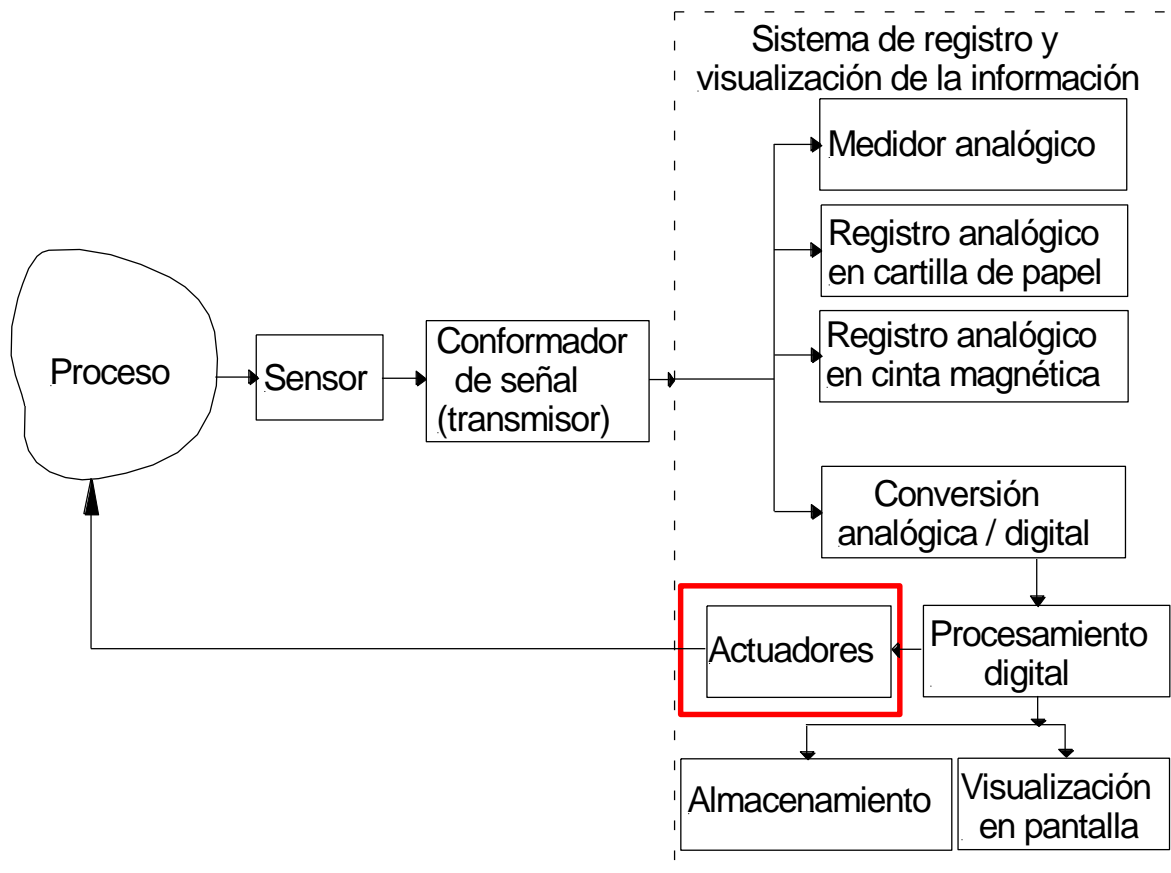 Sistema de registro y
visualización de la información
Medidor analógico
Registro analógico
en cartilla de papel
Registro analógico
en cinta magnética
Proceso
Sensor
Conformador
de señal
(transmisor)
Conversión
analógica / digital
Actuadores
Procesamiento
digital
Almacenamiento
Visualización
en pantalla